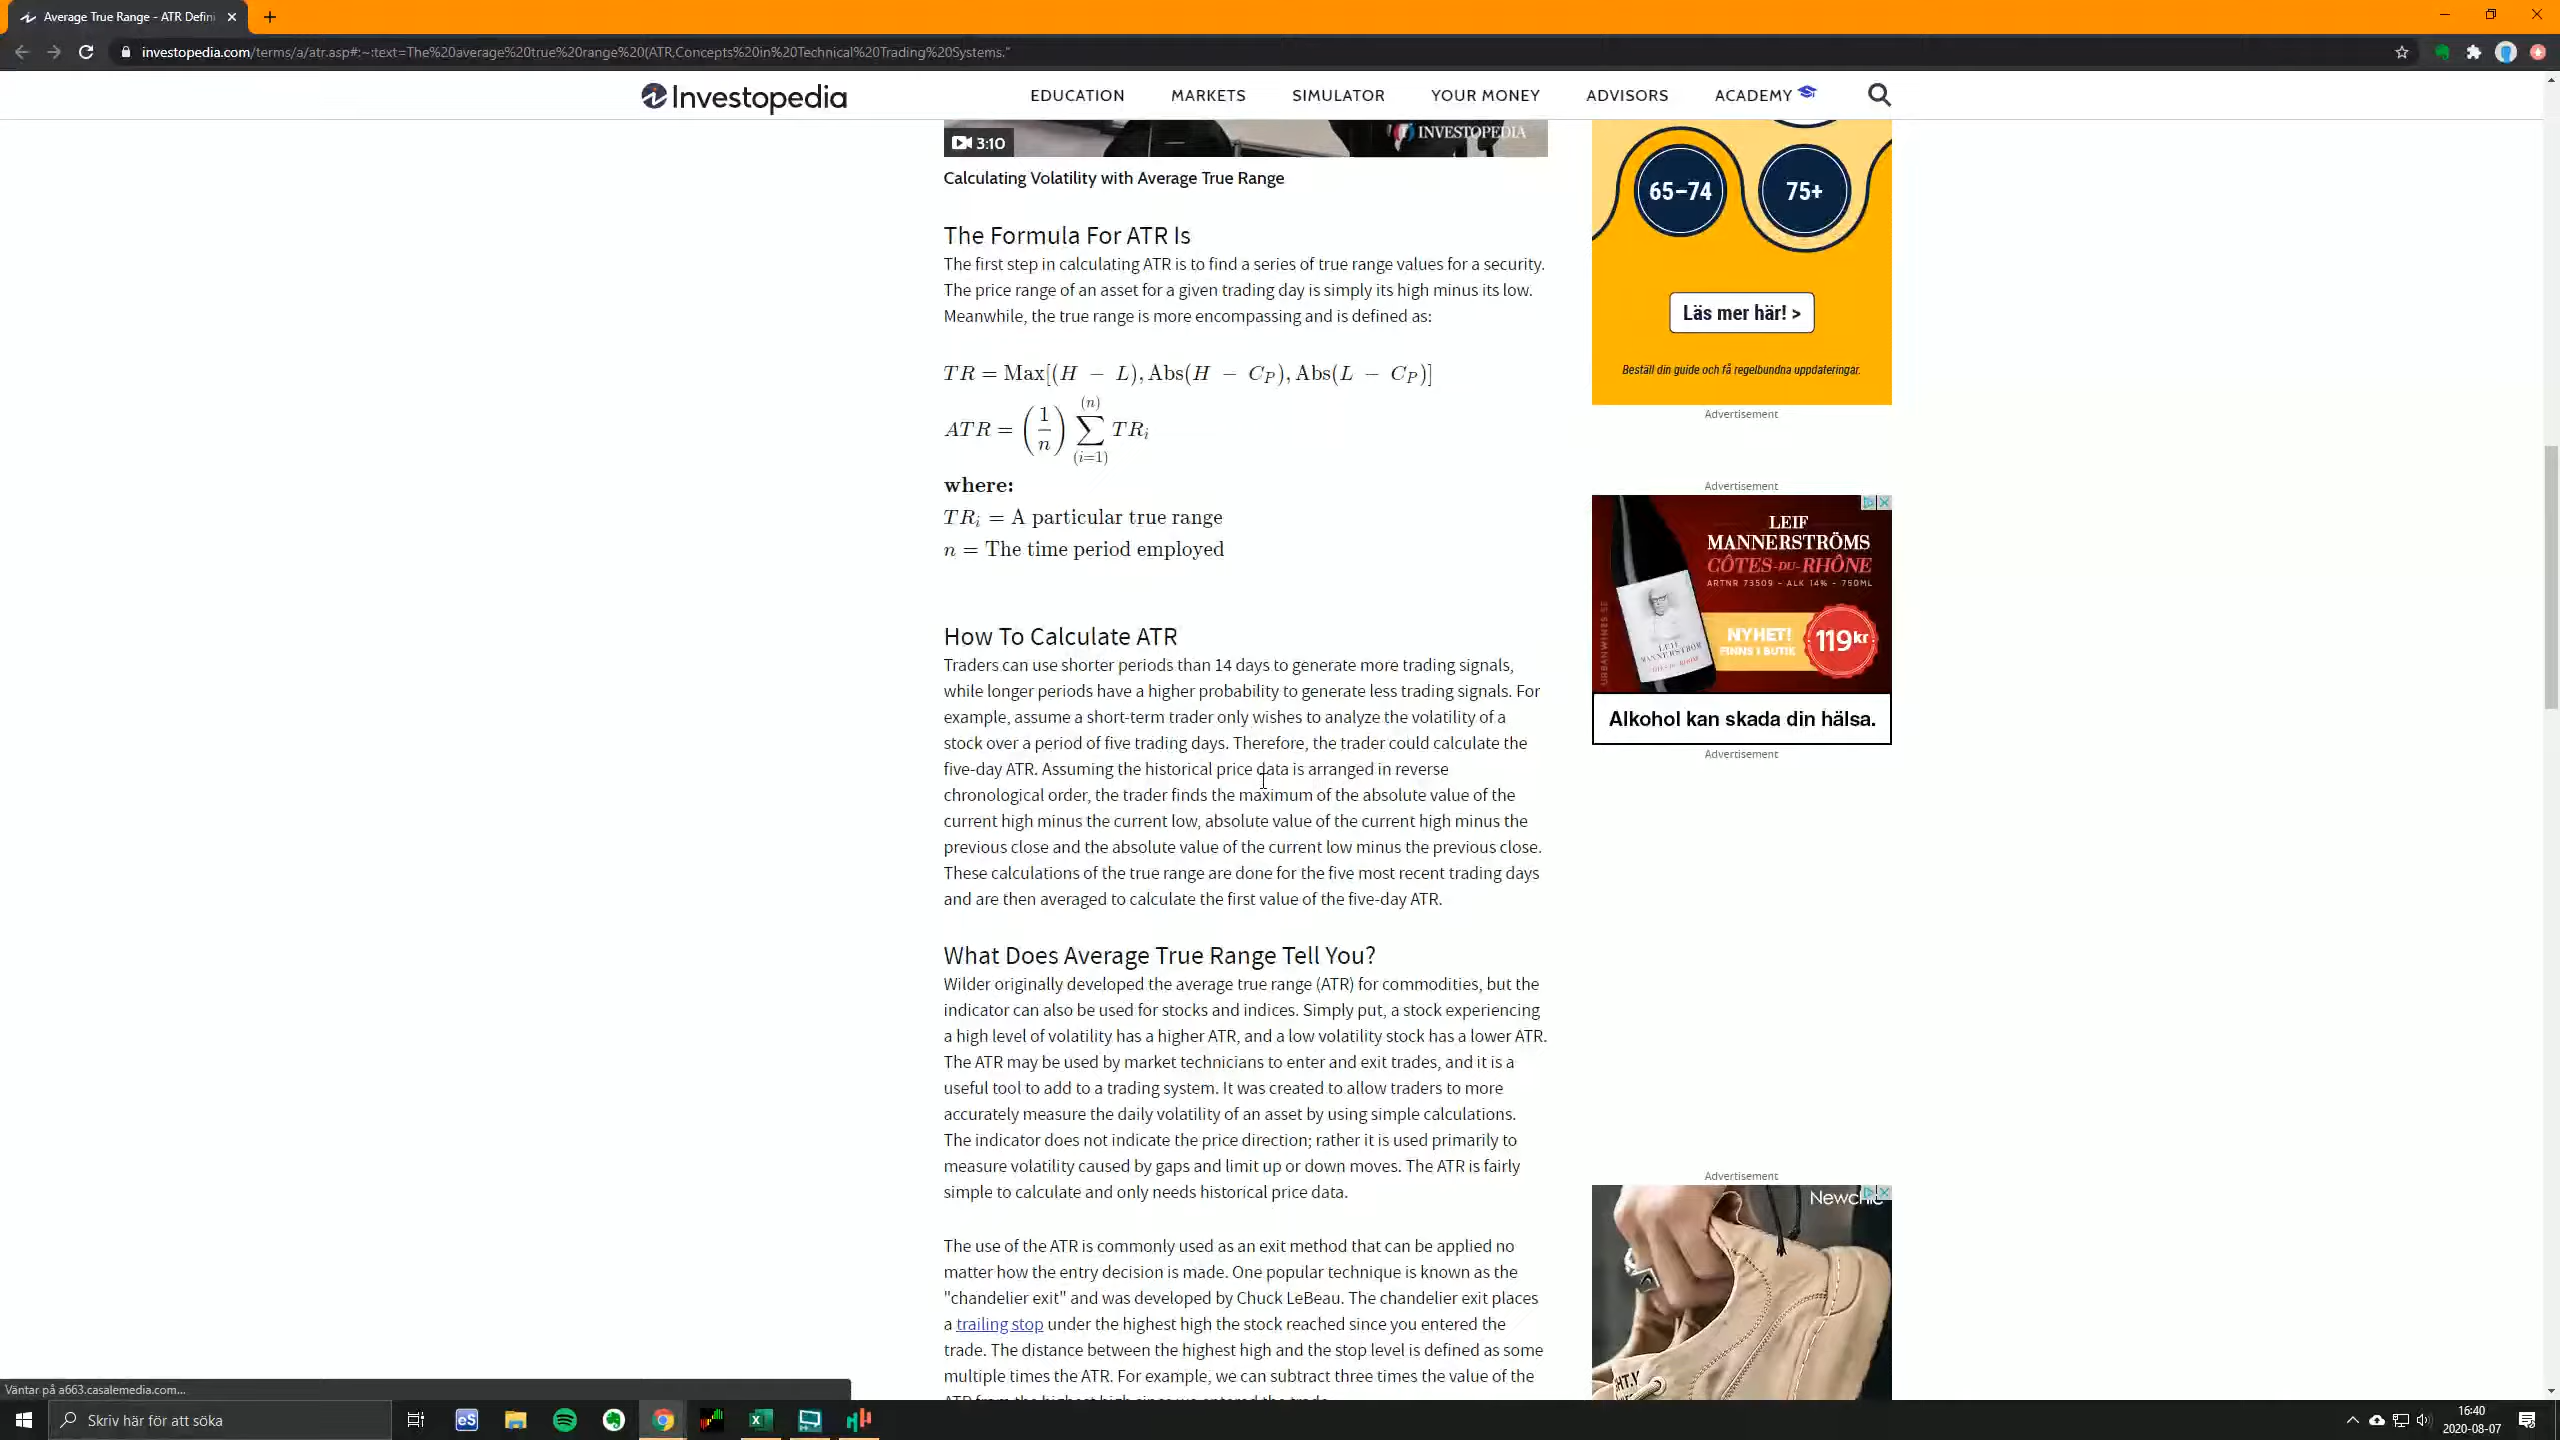 Average True Range - ATR Defini
investopedia.com/terms/a/atr.asp#:~:text=The%20average%20true%20range%20(ATR,Concepts%20in%20Technical%20Trading%20Systems."
Investopedia
EDUCATION MARKETS SIMULATOR YOUR MONEY ADVISORS ACADEMY
3:10
INVESTOPEDIA
Calculating Volatility with Average True Range
The Formula For ATR Is
The first step in calculating ATR is to find a series of true range values for a security.
The price range of an asset for a given trading day is simply its high minus its low.
Meanwhile, the true range is more encompassing and is defined as:
TR = Max[(H − L), Abs(H − C_P), Abs(L − C_P)]
ATR = (1/n) ∑ (i=1) (n) TR_i
where:
TR_i = A particular true range
n = The time period employed
How To Calculate ATR
Traders can use shorter periods than 14 days to generate more trading signals,
while longer periods have a higher probability to generate less trading signals. For
example, assume a short-term trader only wishes to analyze the volatility of a
stock over a period of five trading days. Therefore, the trader could calculate the
five-day ATR. Assuming the historical price data is arranged in reverse
chronological order, the trader finds the maximum of the absolute value of the
current high minus the current low, absolute value of the current high minus the
previous close and the absolute value of the current low minus the previous close.
These calculations of the true range are done for the five most recent trading days
and are then averaged to calculate the first value of the five-day ATR.
What Does Average True Range Tell You?
Wilder originally developed the average true range (ATR) for commodities, but the
indicator can also be used for stocks and indices. Simply put, a stock experiencing
a high level of volatility has a higher ATR, and a low volatility stock has a lower ATR.
The ATR may be used by market technicians to enter and exit trades, and it is a
useful tool to add to a trading system. It was created to allow traders to more
accurately measure the daily volatility of an asset by using simple calculations.
The indicator does not indicate the price direction; rather it is used primarily to
measure volatility caused by gaps and limit up or down moves. The ATR is fairly
simple to calculate and only needs historical price data.
The use of the ATR is commonly used as an exit method that can be applied no
matter how the entry decision is made. One popular technique is known as the
"chandelier exit" and was developed by Chuck LeBeau. The chandelier exit places
a trailing stop under the highest high the stock reached since you entered the
trade. The distance between the highest high and the stop level is defined as some
multiple times the ATR. For example, we can subtract three times the value of the
ATR from the highest high since we entered the trade.
65–74
75+
Läs mer här! >
Beställ din guide och få regelbundna uppdateringar.
Advertisement
Advertisement
LEIF
MANNERSTRÖMS
CÔTES-DU-RHÔNE
ARTNR 73509 - ALK 14% - 750ML
URBANWINES.SE
NYHET!
FINNS I BUTIK
119kr
LEIF
MANNERSTRÖM
Alkohol kan skada din hälsa.
Advertisement
Advertisement
Newchic
Väntar på a663.casalemedia.com...
Skriv här för att söka
eS
16:40
2020-08-07